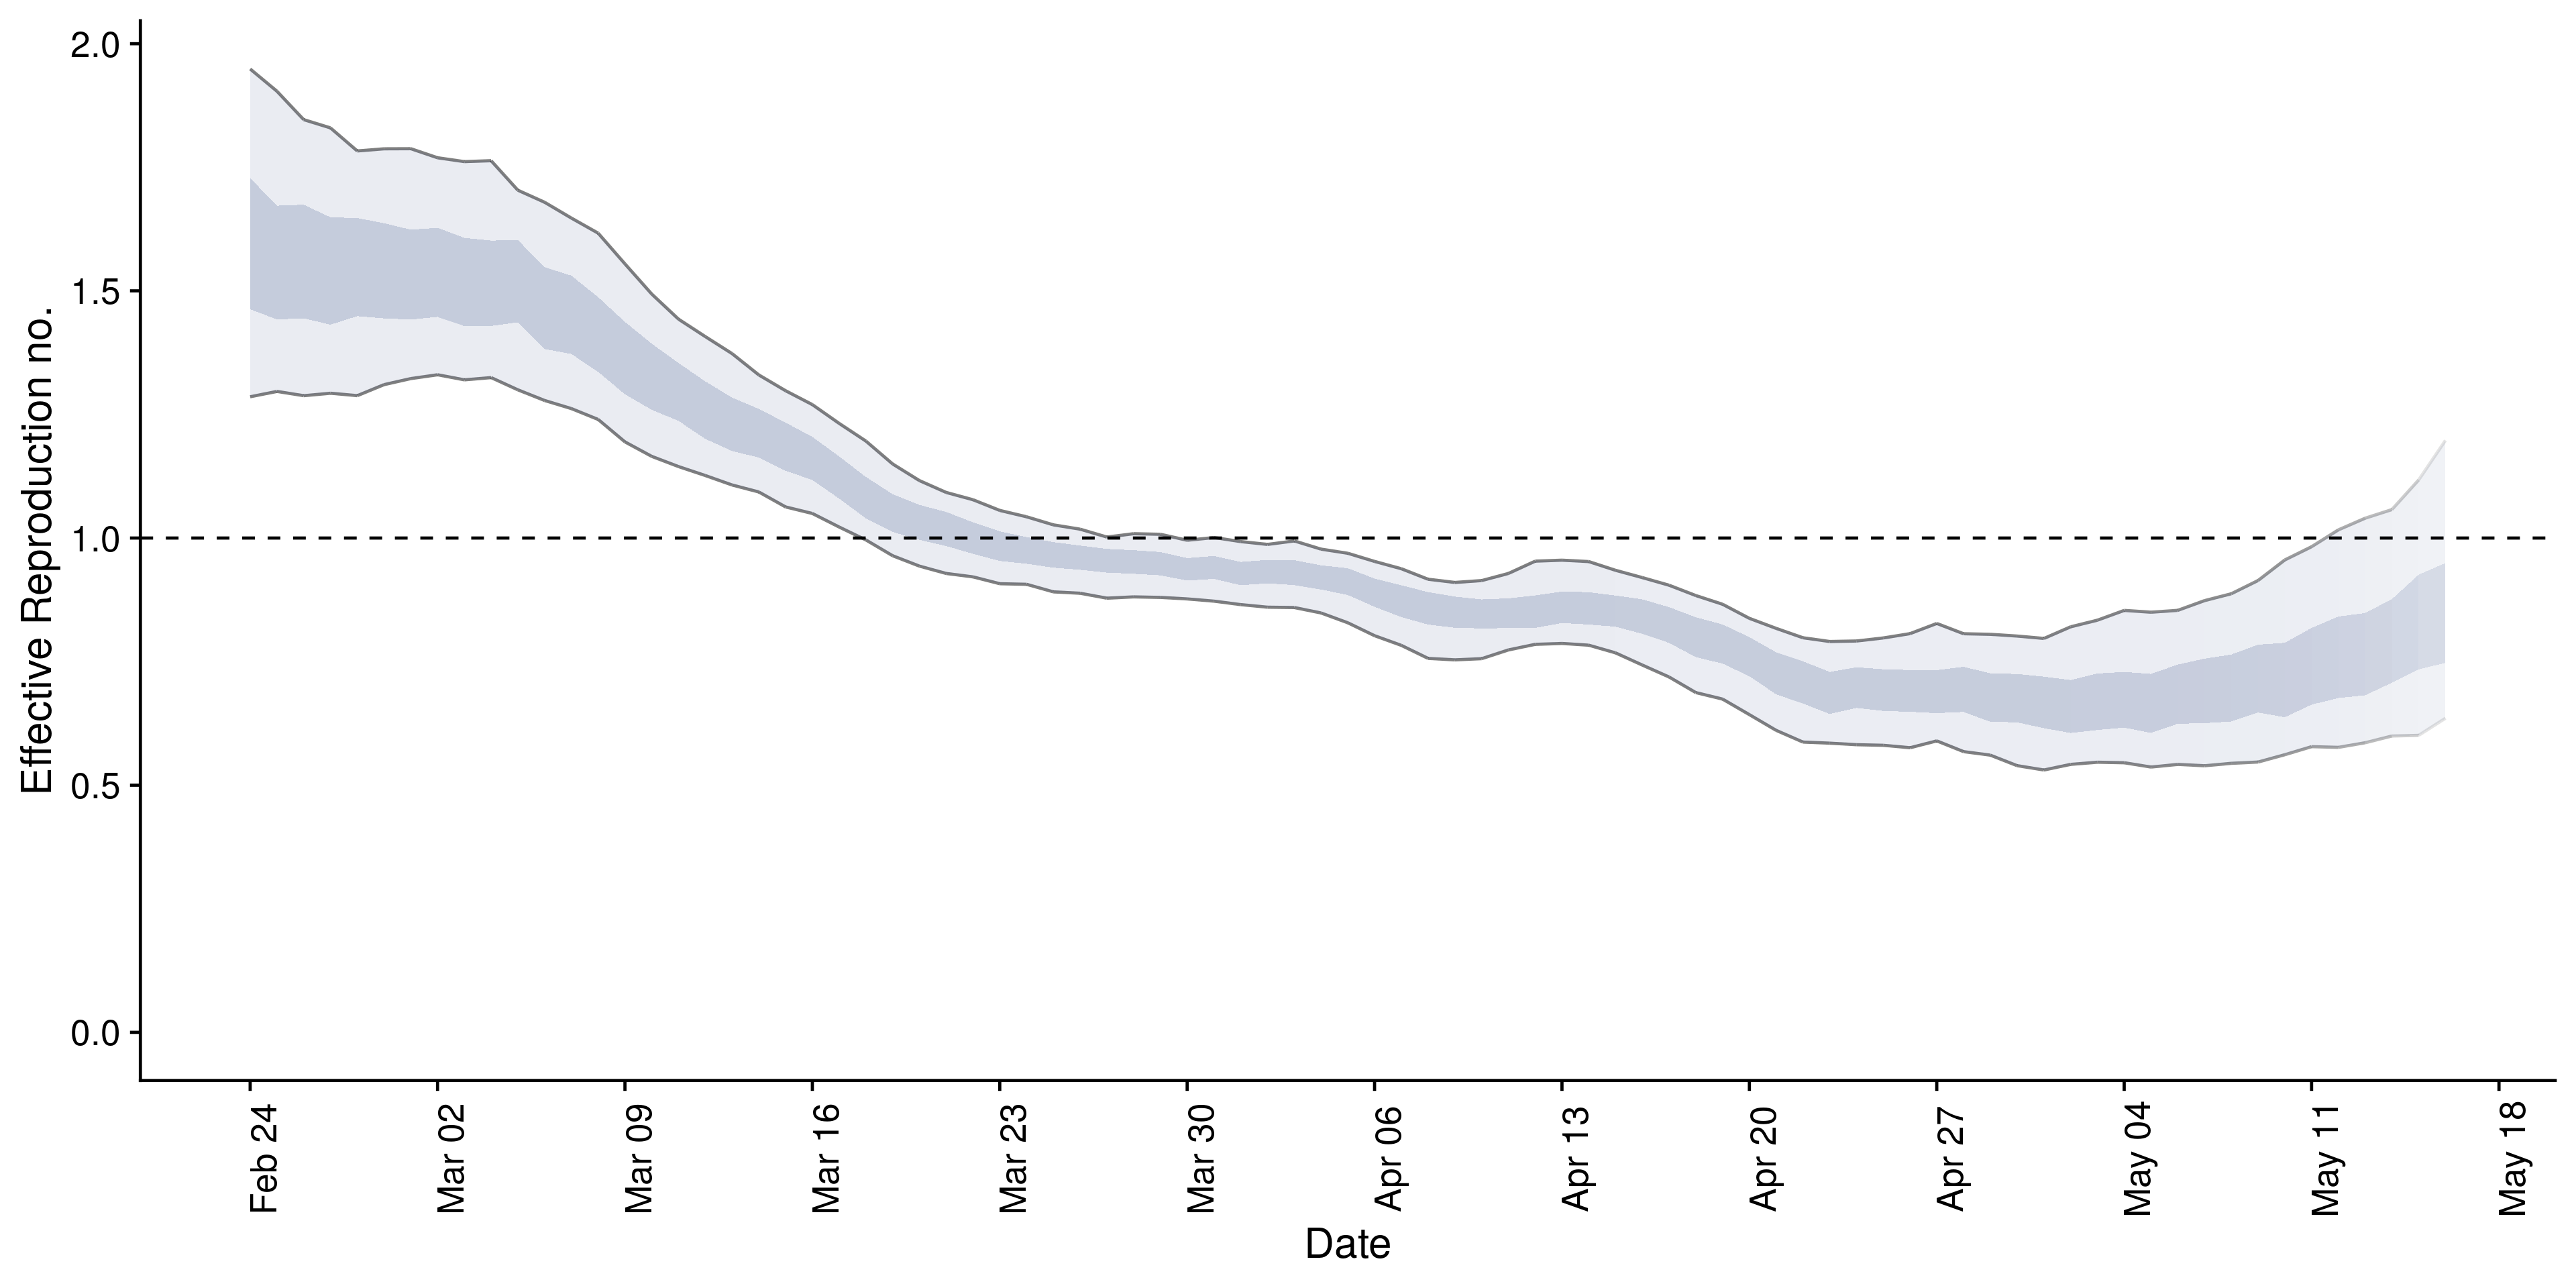 Effective Reproduction no.
2.0
1.5
1.0
0.5
0.0
Feb 24
Mar 02
Mar 09
Mar 16
Mar 23
Mar 30
Apr 06
Apr 13
Apr 20
Apr 27
May 04
May 11
May 18
Date